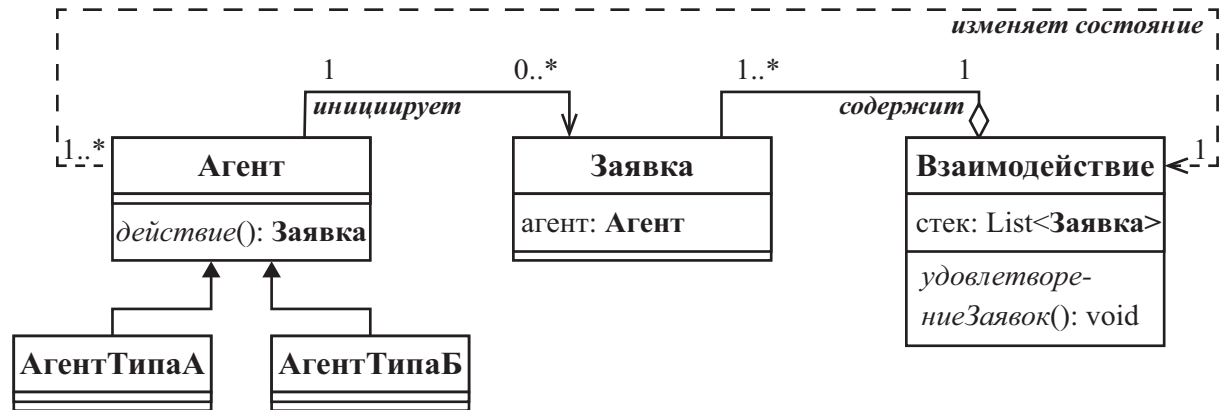 изменяет состояние
1 0..* 1..* 1
инициирует содержит
1..* 1
Агент Заявка Взаимодействие
действие(): Заявка агент: Агент стек: List<Заявка>
удовлетворе-
ниеЗаявок(): void
АгентТипаА АгентТипаБ